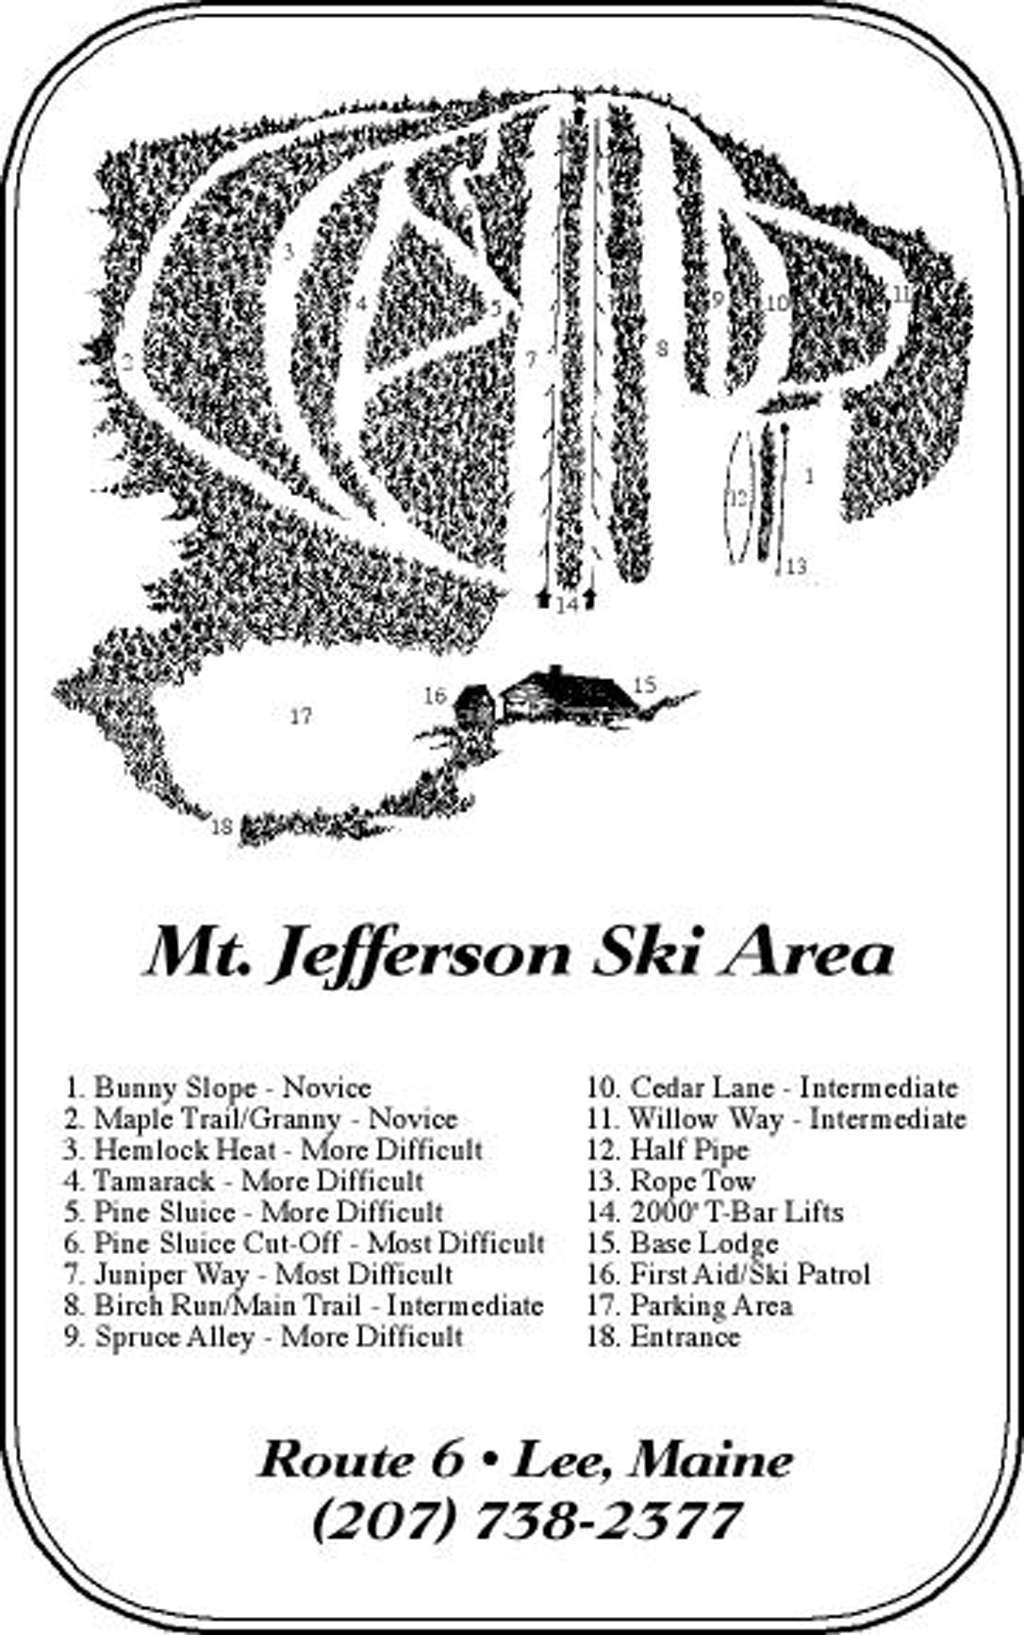 6
3
10
4
9
11
5
8
7
2
1
12
13
14
15
16
17
18
Mt. Jefferson Ski Area
1. Bunny Slope - Novice
2. Maple Trail/Granny - Novice
3. Hemlock Heat - More Difficult
4. Tamarack - More Difficult
5. Pine Sluice - More Difficult
6. Pine Sluice Cut-Off - Most Difficult
7. Juniper Way - Most Difficult
8. Birch Run/Main Trail - Intermediate
9. Spruce Alley - More Difficult
10. Cedar Lane - Intermediate
11. Willow Way - Intermediate
12. Half Pipe
13. Rope Tow
14. 2000' T-Bar Lifts
15. Base Lodge
16. First Aid/Ski Patrol
17. Parking Area
18. Entrance
Route 6 • Lee, Maine
(207) 738-2377